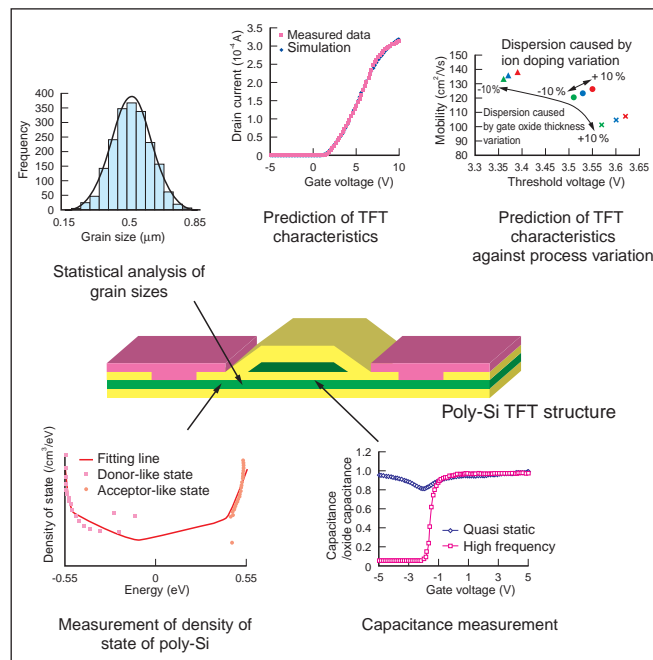 400
350
300
250
200
150
100
50
0
Frequency
0.15
0.5
0.85
Grain size (μm)
Statistical analysis of
grain sizes
3.5
3.0
2.5
2.0
1.5
1.0
0.5
0.0
Drain current (10⁻⁴ A)
Measured data
Simulation
-5
0
5
10
Gate voltage (V)
Prediction of TFT
characteristics
160
150
140
130
120
110
100
90
80
Mobility (cm²/Vs)
Dispersion caused by
ion doping variation
+10 %
-10 %
-10%
Dispersion caused
by gate oxide thickness
variation
+10 %
3.3
3.35
3.4
3.45
3.5
3.55
3.6
3.65
Threshold voltage (V)
Prediction of TFT
characteristics
against process variation
Poly-Si TFT structure
Density of state (/cm³/eV)
Fitting line
Donor-like state
Acceptor-like state
-0.55
0
0.55
Energy (eV)
Measurement of density of
state of poly-Si
Capacitance
/oxide capacitance
1.2
1.0
0.8
0.6
0.4
0.2
0
Quasi static
High frequency
-5
-3
-1
1
3
5
Gate voltage (V)
Capacitance measurement